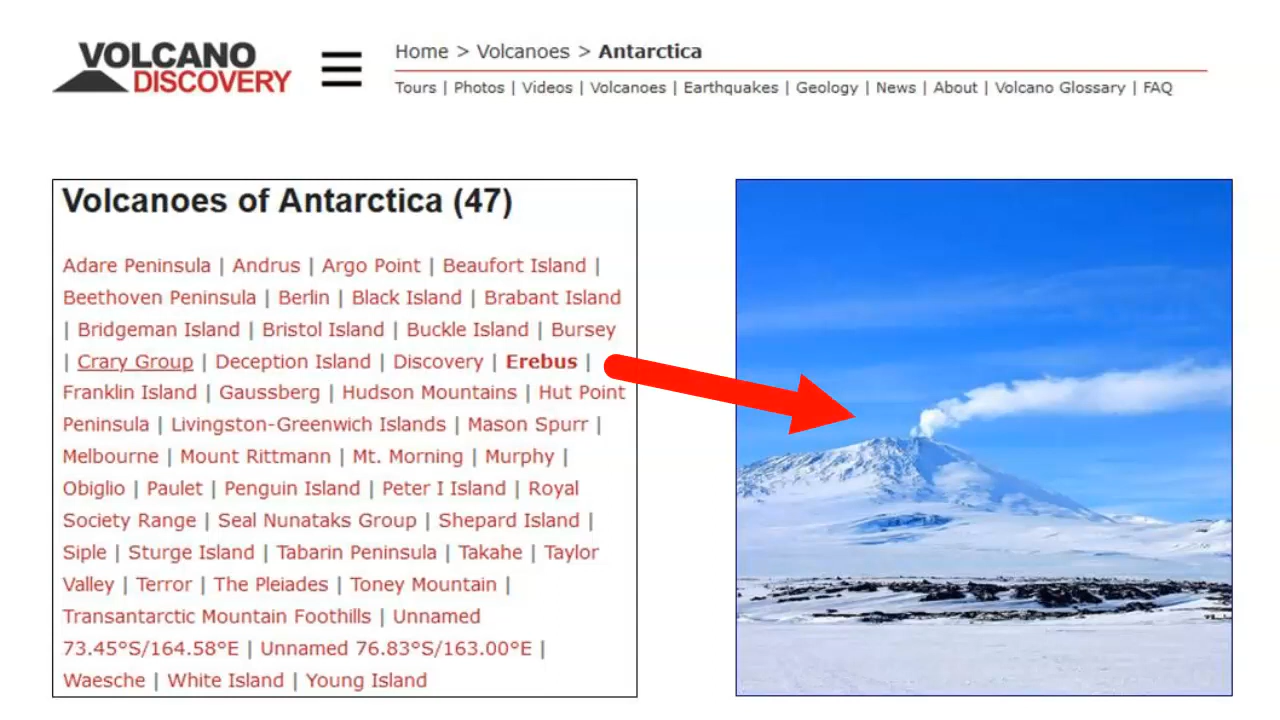 VOLCANO
DISCOVERY
Home > Volcanoes > Antarctica
Tours | Photos | Videos | Volcanoes | Earthquakes | Geology | News | About | Volcano Glossary | FAQ
Volcanoes of Antarctica (47)
Adare Peninsula | Andrus | Argo Point | Beaufort Island |
Beethoven Peninsula | Berlin | Black Island | Brabant Island
| Bridgeman Island | Bristol Island | Buckle Island | Bursey
| Crary Group | Deception Island | Discovery | Erebus |
Franklin Island | Gaussberg | Hudson Mountains | Hut Point
Peninsula | Livingston-Greenwich Islands | Mason Spurr |
Melbourne | Mount Rittmann | Mt. Morning | Murphy |
Obiglio | Paulet | Penguin Island | Peter I Island | Royal
Society Range | Seal Nunataks Group | Shepard Island |
Siple | Sturge Island | Tabarin Peninsula | Takahe | Taylor
Valley | Terror | The Pleiades | Toney Mountain |
Transantarctic Mountain Foothills | Unnamed
73.45°S/164.58°E | Unnamed 76.83°S/163.00°E |
Waesche | White Island | Young Island